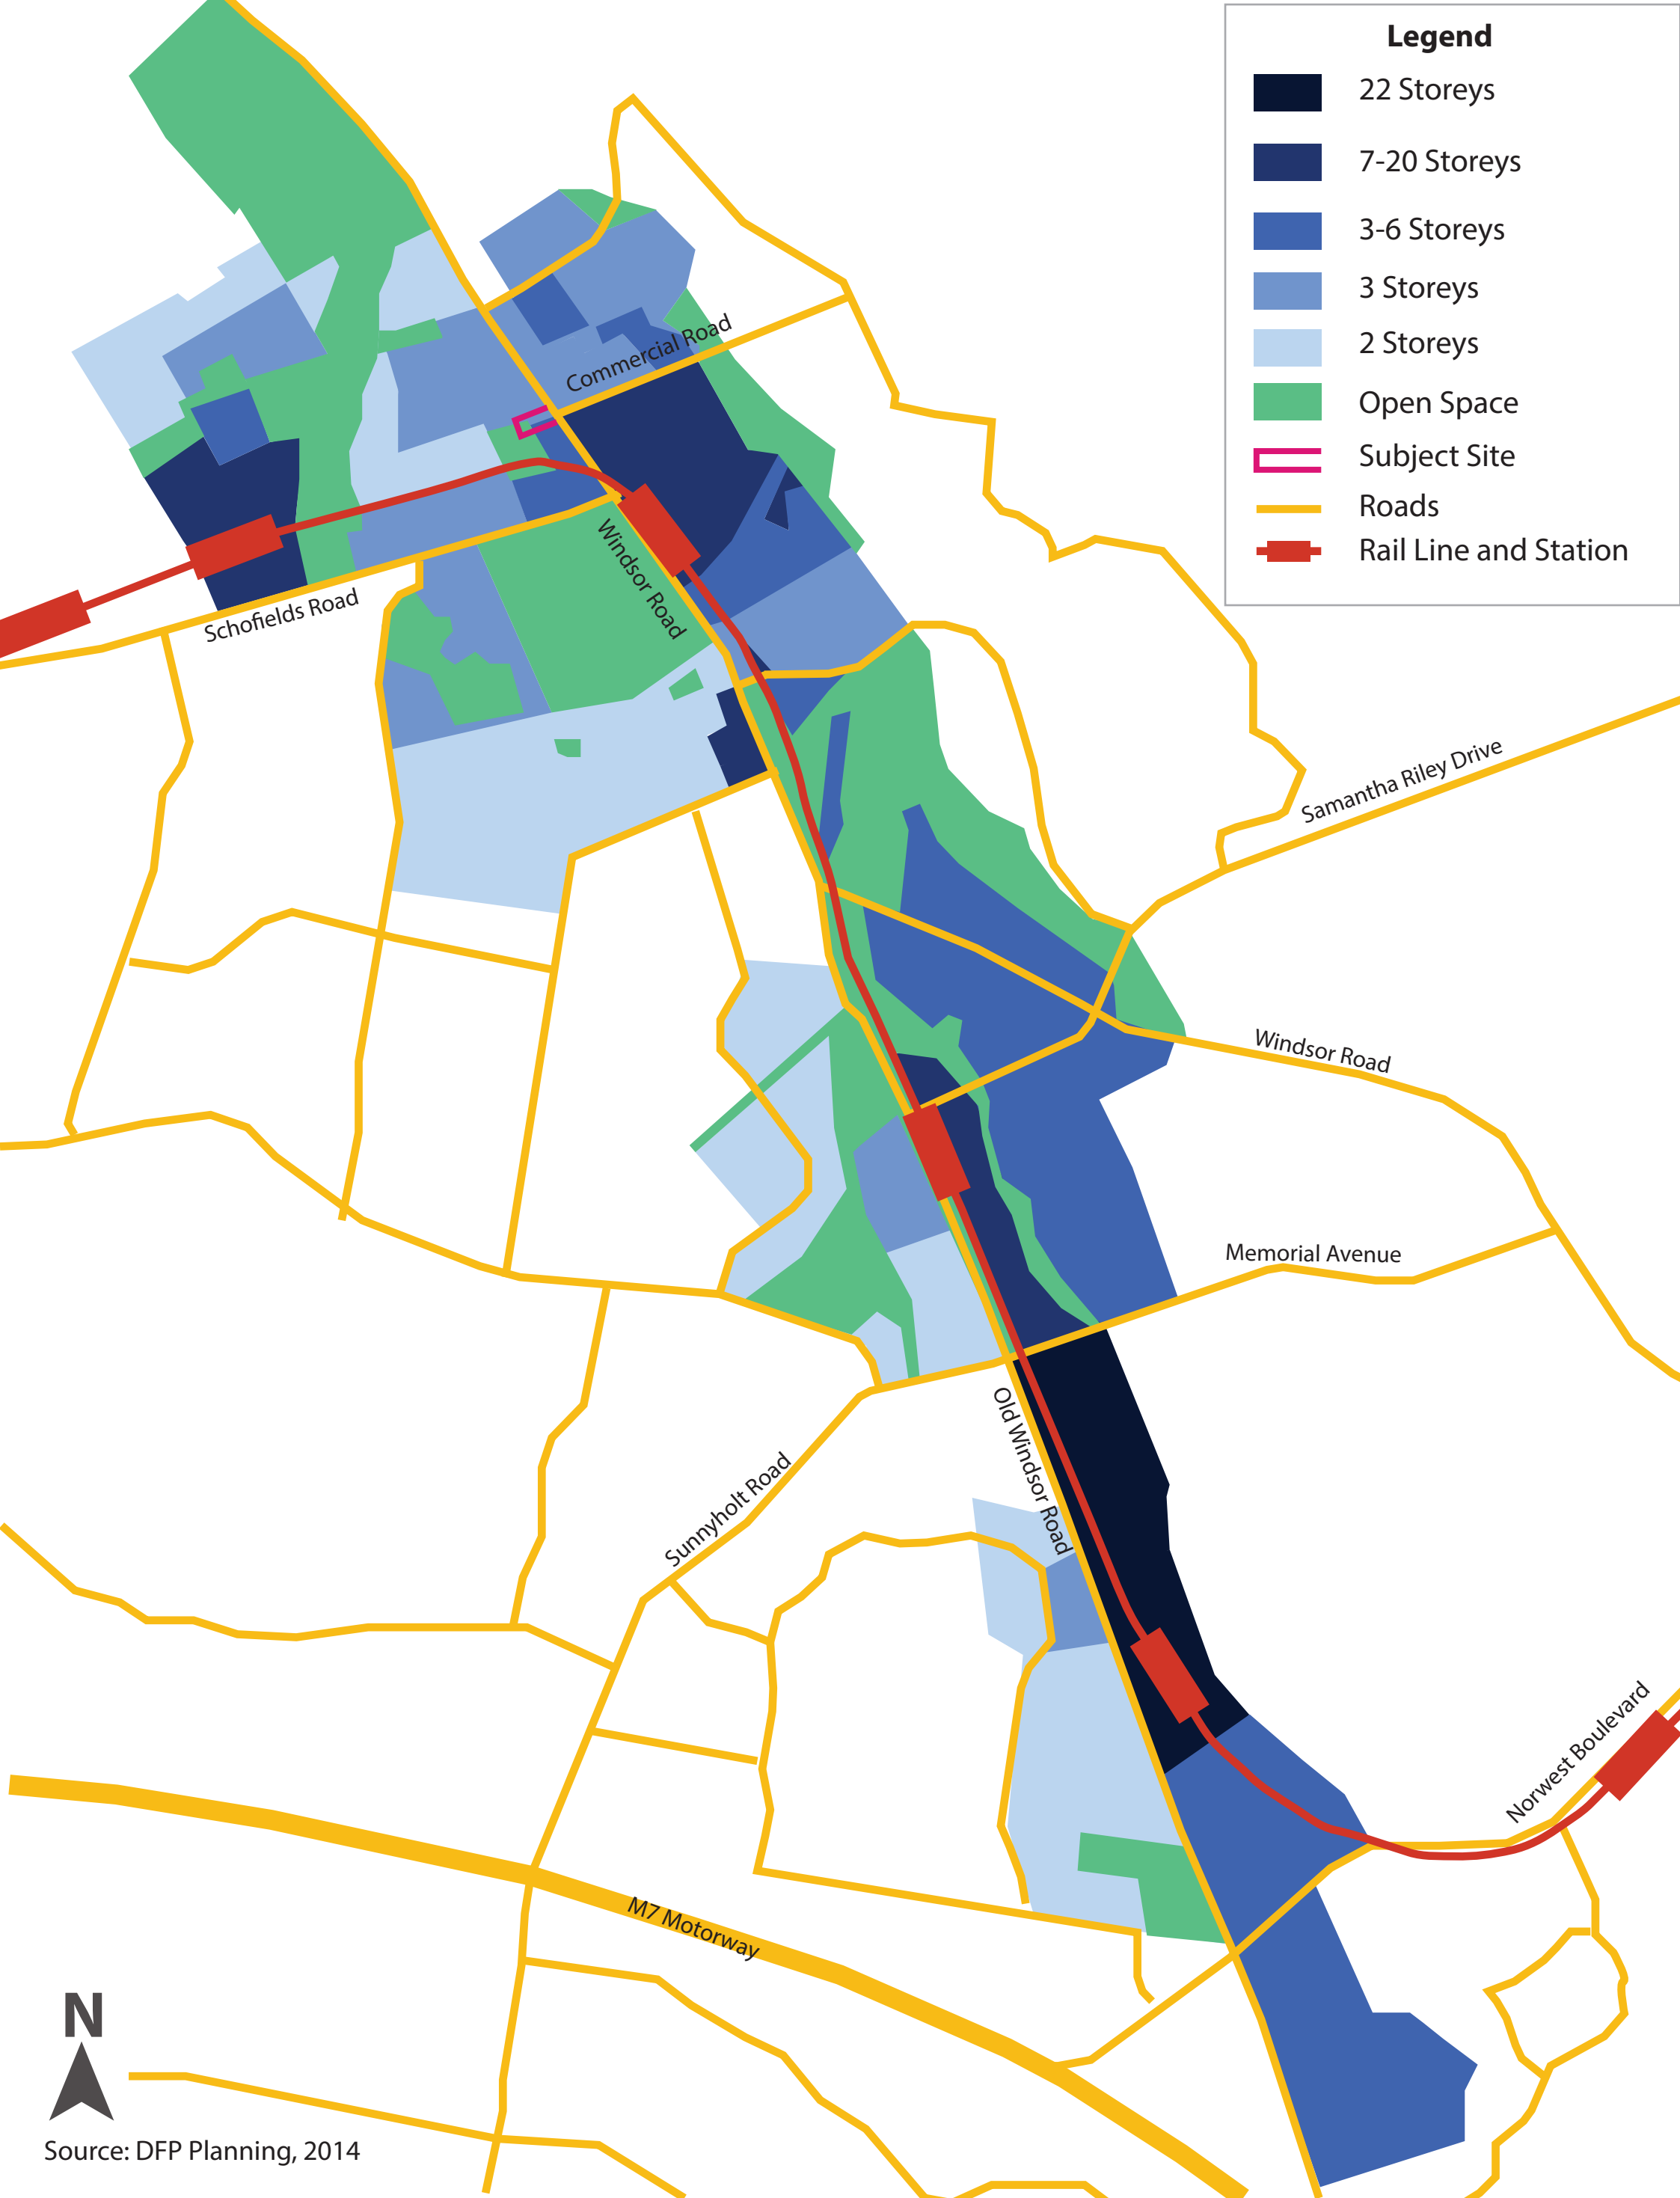 Legend
22 Storeys
7-20 Storeys
3-6 Storeys
3 Storeys
2 Storeys
Open Space
Subject Site
Roads
Rail Line and Station
Commercial Road
Windsor Road
Schofields Road
Samantha Riley Drive
Windsor Road
Memorial Avenue
Old Windsor Road
Sunnyholt Road
Norwest Boulevard
M7 Motorway
N
Source: DFP Planning, 2014